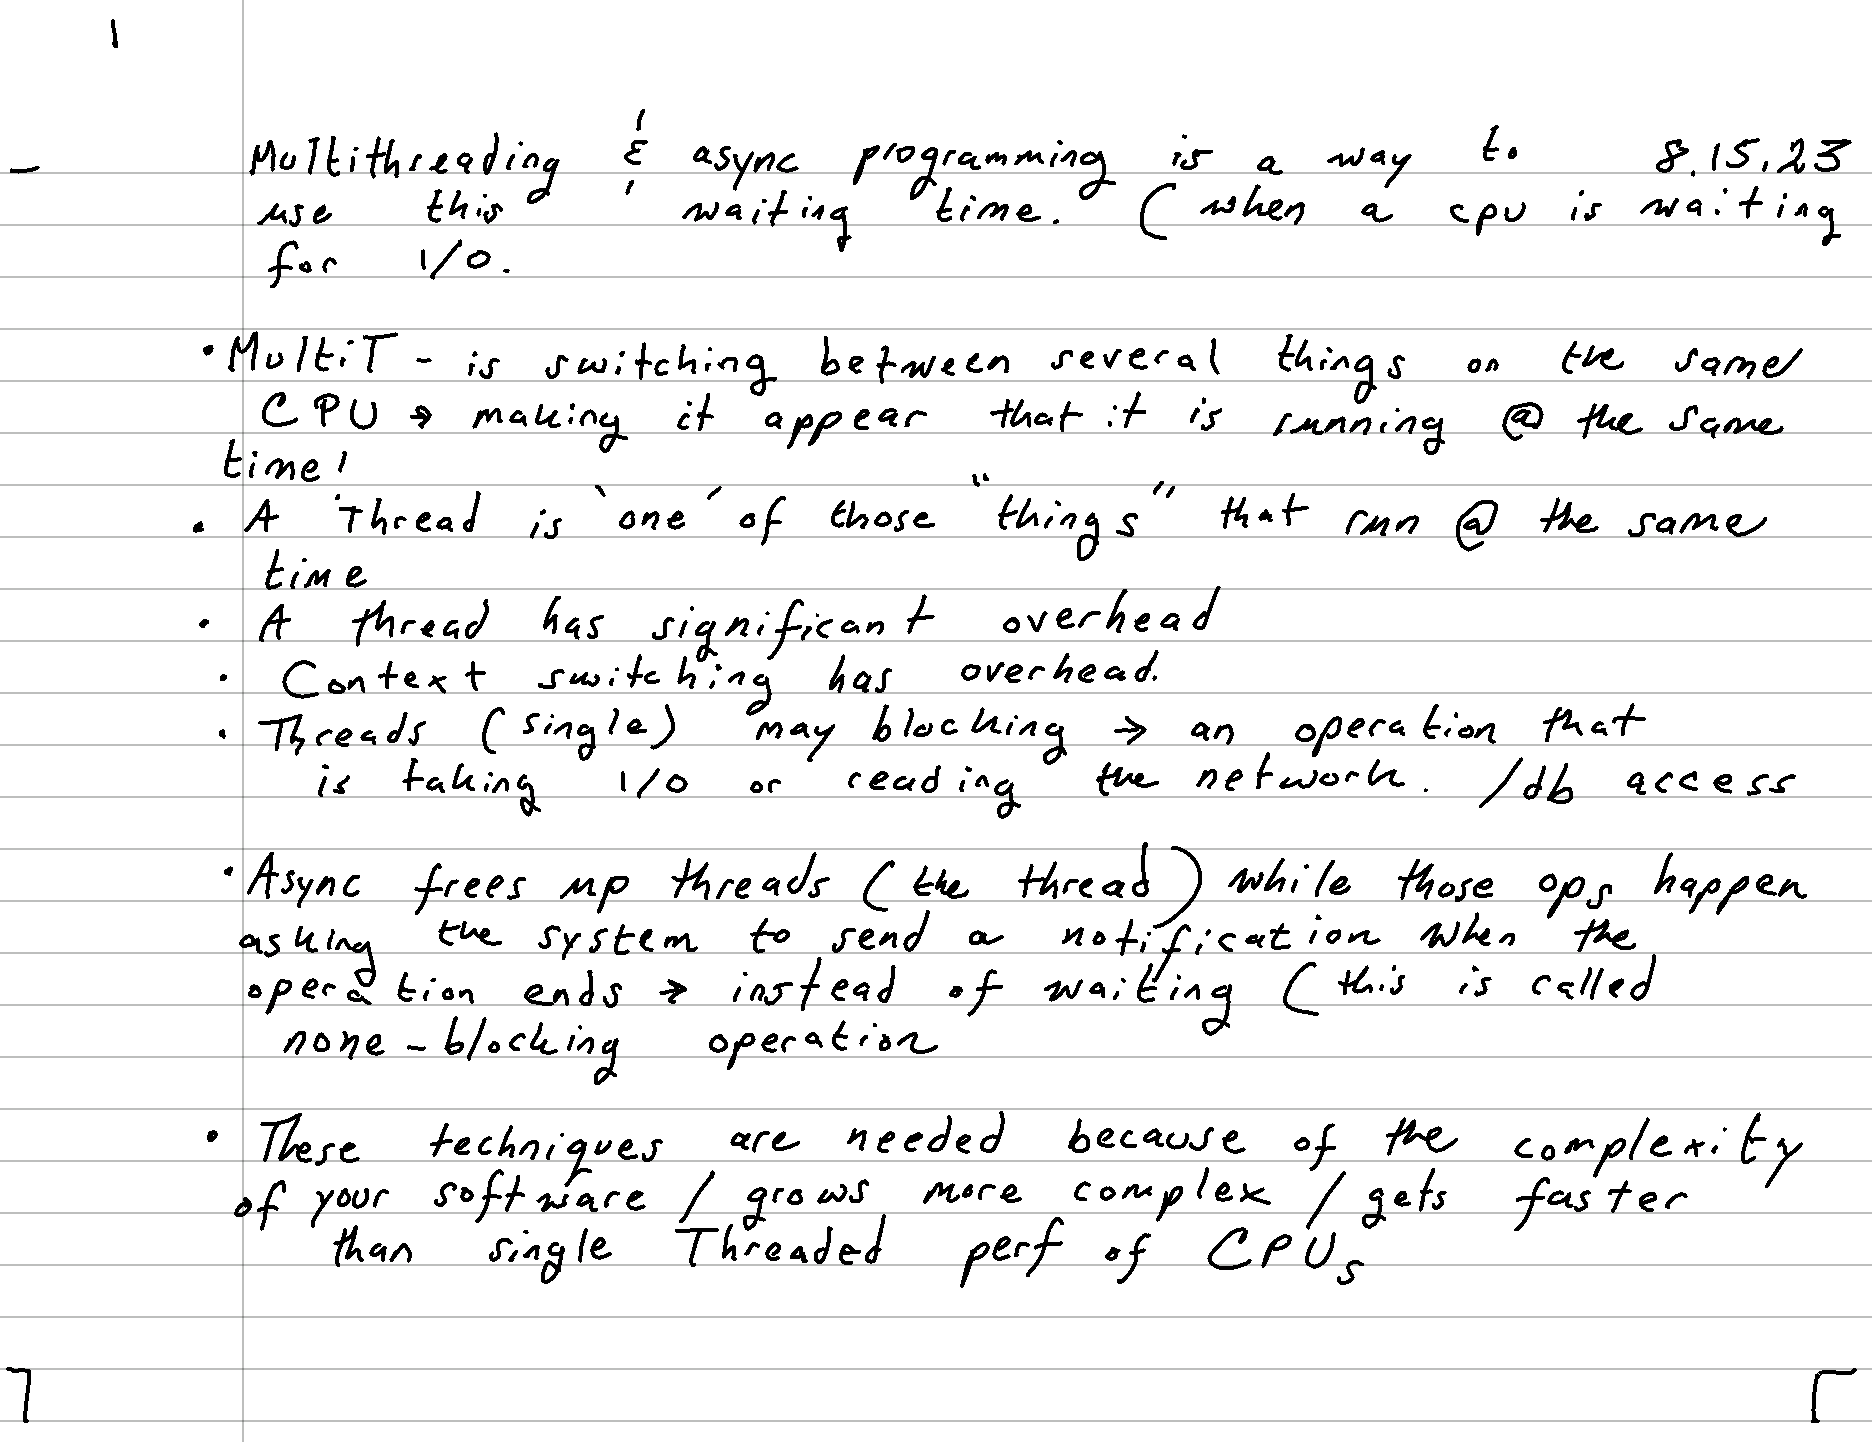 Multithreading & async programming is a way to 8.15.23
use this waiting time. (when a cpu is waiting
for I/O.
• MultiT - is switching between several things on the same
CPU → making it appear that it is running @ the same
time!
• A Thread is `one´ of those "things" that run @ the same
time
• A thread has significant overhead
• Context switching has overhead.
• Threads (single) may blocking → an operation that
is taking I/O or reading the network. /db access
• Async frees up threads (the thread) while those ops happen
asking the system to send a notification when the
operation ends → instead of waiting (this is called
none-blocking operation
• These techniques are needed because of the complexity
of your software / grows more complex / gets faster
than single Threaded perf of CPUs